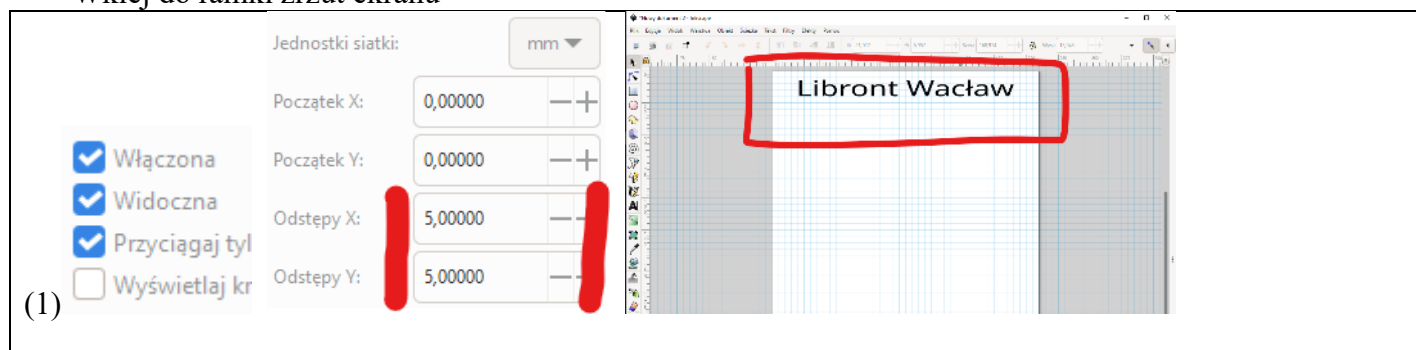 Wklej do ramki zrzut ekranu
(1)
Włączona
Widoczna
Przyciągaj tyl
Wyświetlaj kr
Jednostki siatki: mm
Początek X: 0,00000
Początek Y: 0,00000
Odstępy X: 5,00000
Odstępy Y: 5,00000
Libront Wacław